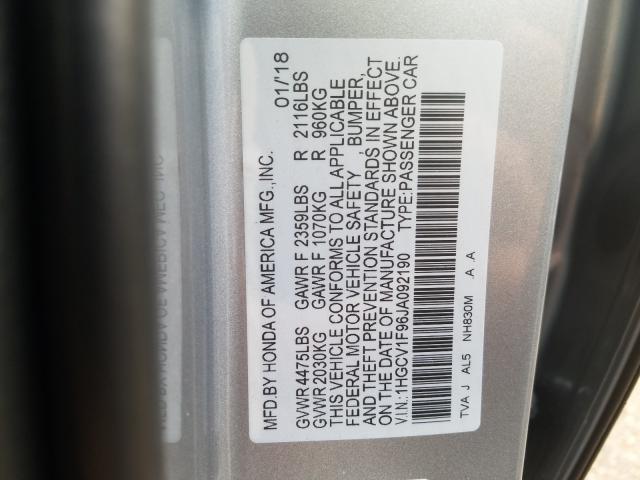 MFD.BY HONDA OF AMERICA MFG.,INC. 01/'18
GVWR 4475LBS GAWR F 2359LBS R 2116LBS
GVWR 2030KG GAWR F 1070KG R 960KG
THIS VEHICLE CONFORMS TO ALL APPLICABLE
FEDERAL MOTOR VEHICLE SAFETY , BUMPER,
AND THEFT PREVENTION STANDARDS IN EFFECT
ON THE DATE OF MANUFACTURE SHOWN ABOVE.
V.I.N.:1HGCV1F96JA092190 TYPE:PASSENGER CAR
TVA J AL5 NH830M .A .A